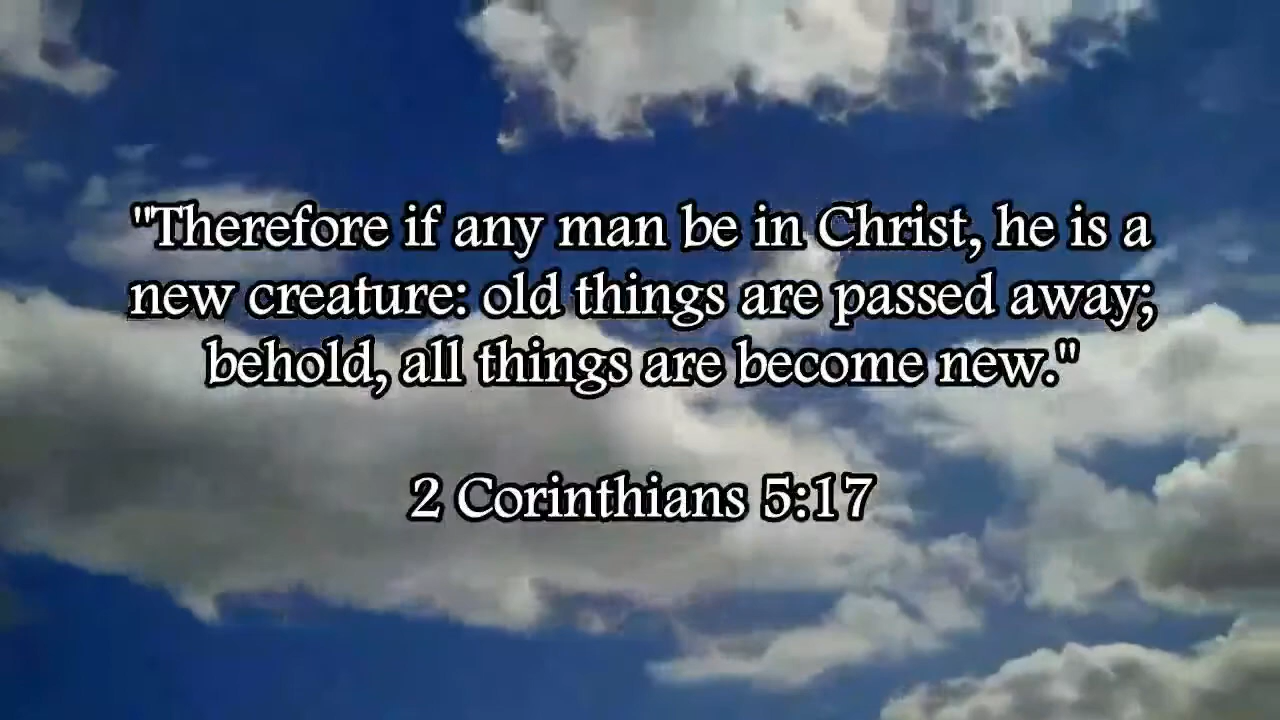 "Therefore if any man be in Christ, he is a
new creature: old things are passed away;
behold, all things are become new."
2 Corinthians 5:17